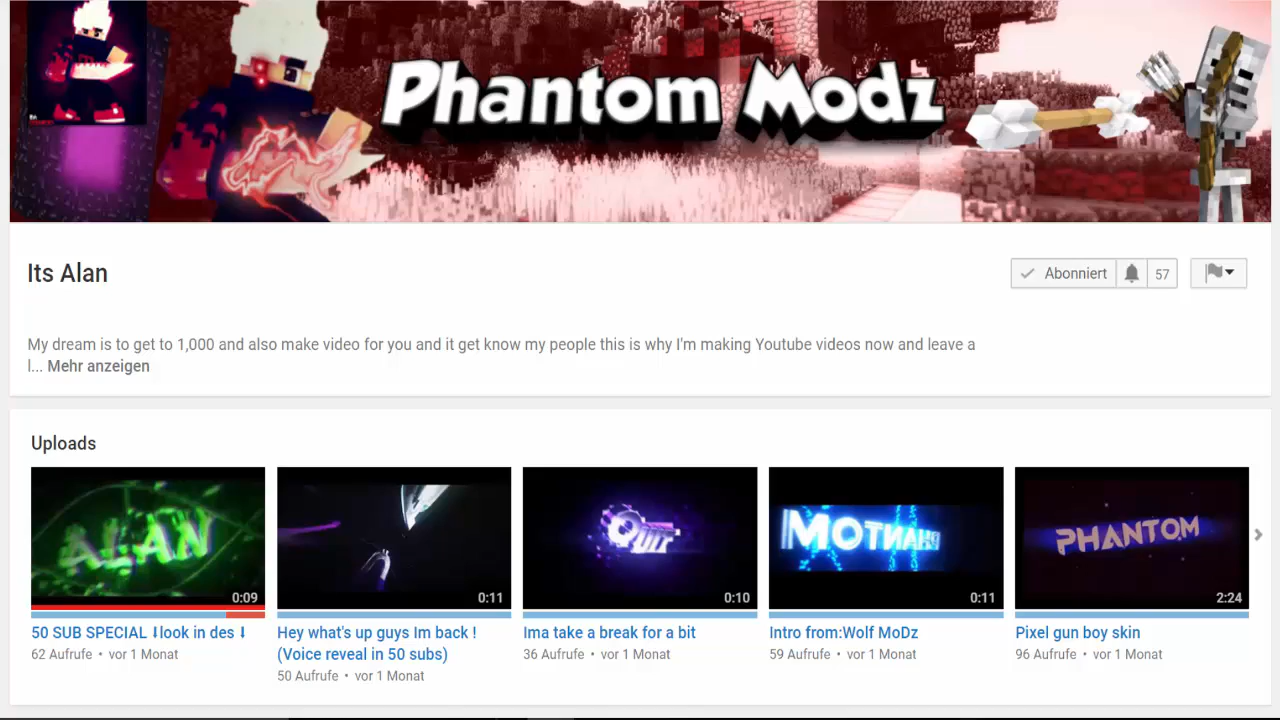 Phantom Modz
Its Alan
Abonniert 57
My dream is to get to 1,000 and also make video for you and it get know my people this is why I'm making Youtube videos now and leave a
l... Mehr anzeigen
Uploads
ALAN
0:09
0:11
QUIT
0:10
PHANTOM
0:11
PHANTOM
2:24
50 SUB SPECIAL ⬇look in des ⬇
62 Aufrufe • vor 1 Monat
Hey what's up guys Im back !
(Voice reveal in 50 subs)
50 Aufrufe • vor 1 Monat
Ima take a break for a bit
36 Aufrufe • vor 1 Monat
Intro from:Wolf MoDz
59 Aufrufe • vor 1 Monat
Pixel gun boy skin
96 Aufrufe • vor 1 Monat